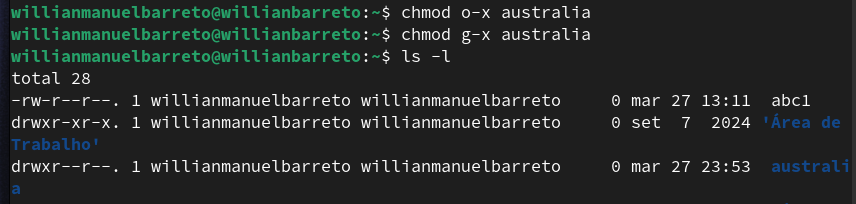 willianmanuelbarreto@willianbarreto:~$ chmod o-x australia
willianmanuelbarreto@willianbarreto:~$ chmod g-x australia
willianmanuelbarreto@willianbarreto:~$ ls -l
total 28
-rw-r--r--. 1 willianmanuelbarreto willianmanuelbarreto     0 mar 27 13:11  abc1
drwxr-xr-x. 1 willianmanuelbarreto willianmanuelbarreto     0 set  7  2024 'Área de
Trabalho'
drwxr--r--. 1 willianmanuelbarreto willianmanuelbarreto     0 mar 27 23:53  australi
a